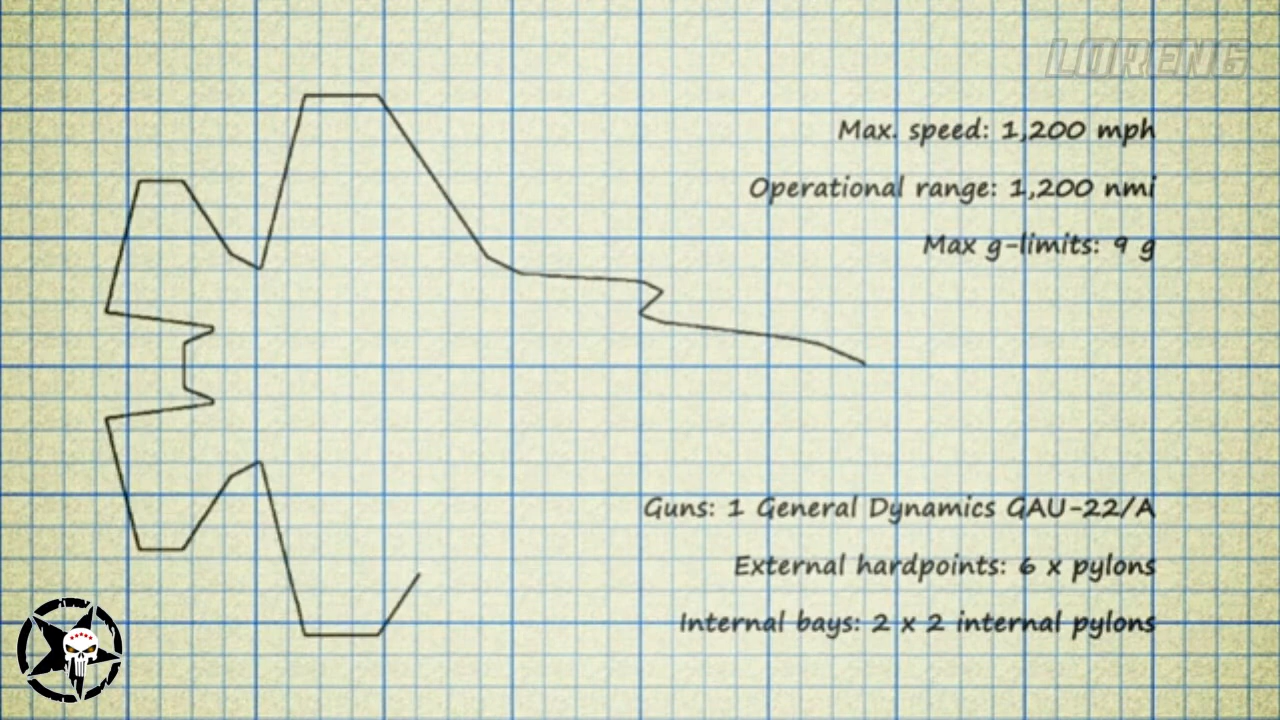 LORENG
Max. speed: 1,200 mph
Operational range: 1,200 nmi
Max g-limits: 9 g
Guns: 1 General Dynamics GAU-22/A
External hardpoints: 6 x pylons
Internal bays: 2 x 2 internal pylons